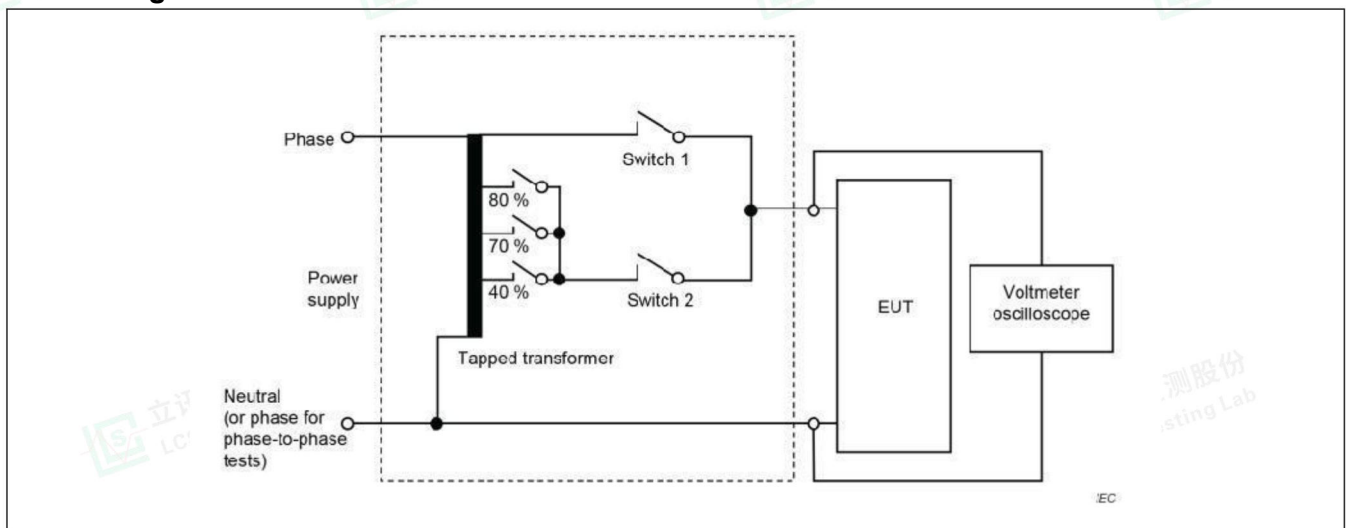 Phase
Switch 1
80 %
70 %
40 %
Switch 2
Power
supply
EUT
Voltmeter
oscilloscope
Tapped transformer
Neutral
(or phase for
phase-to-phase
tests)
IEC